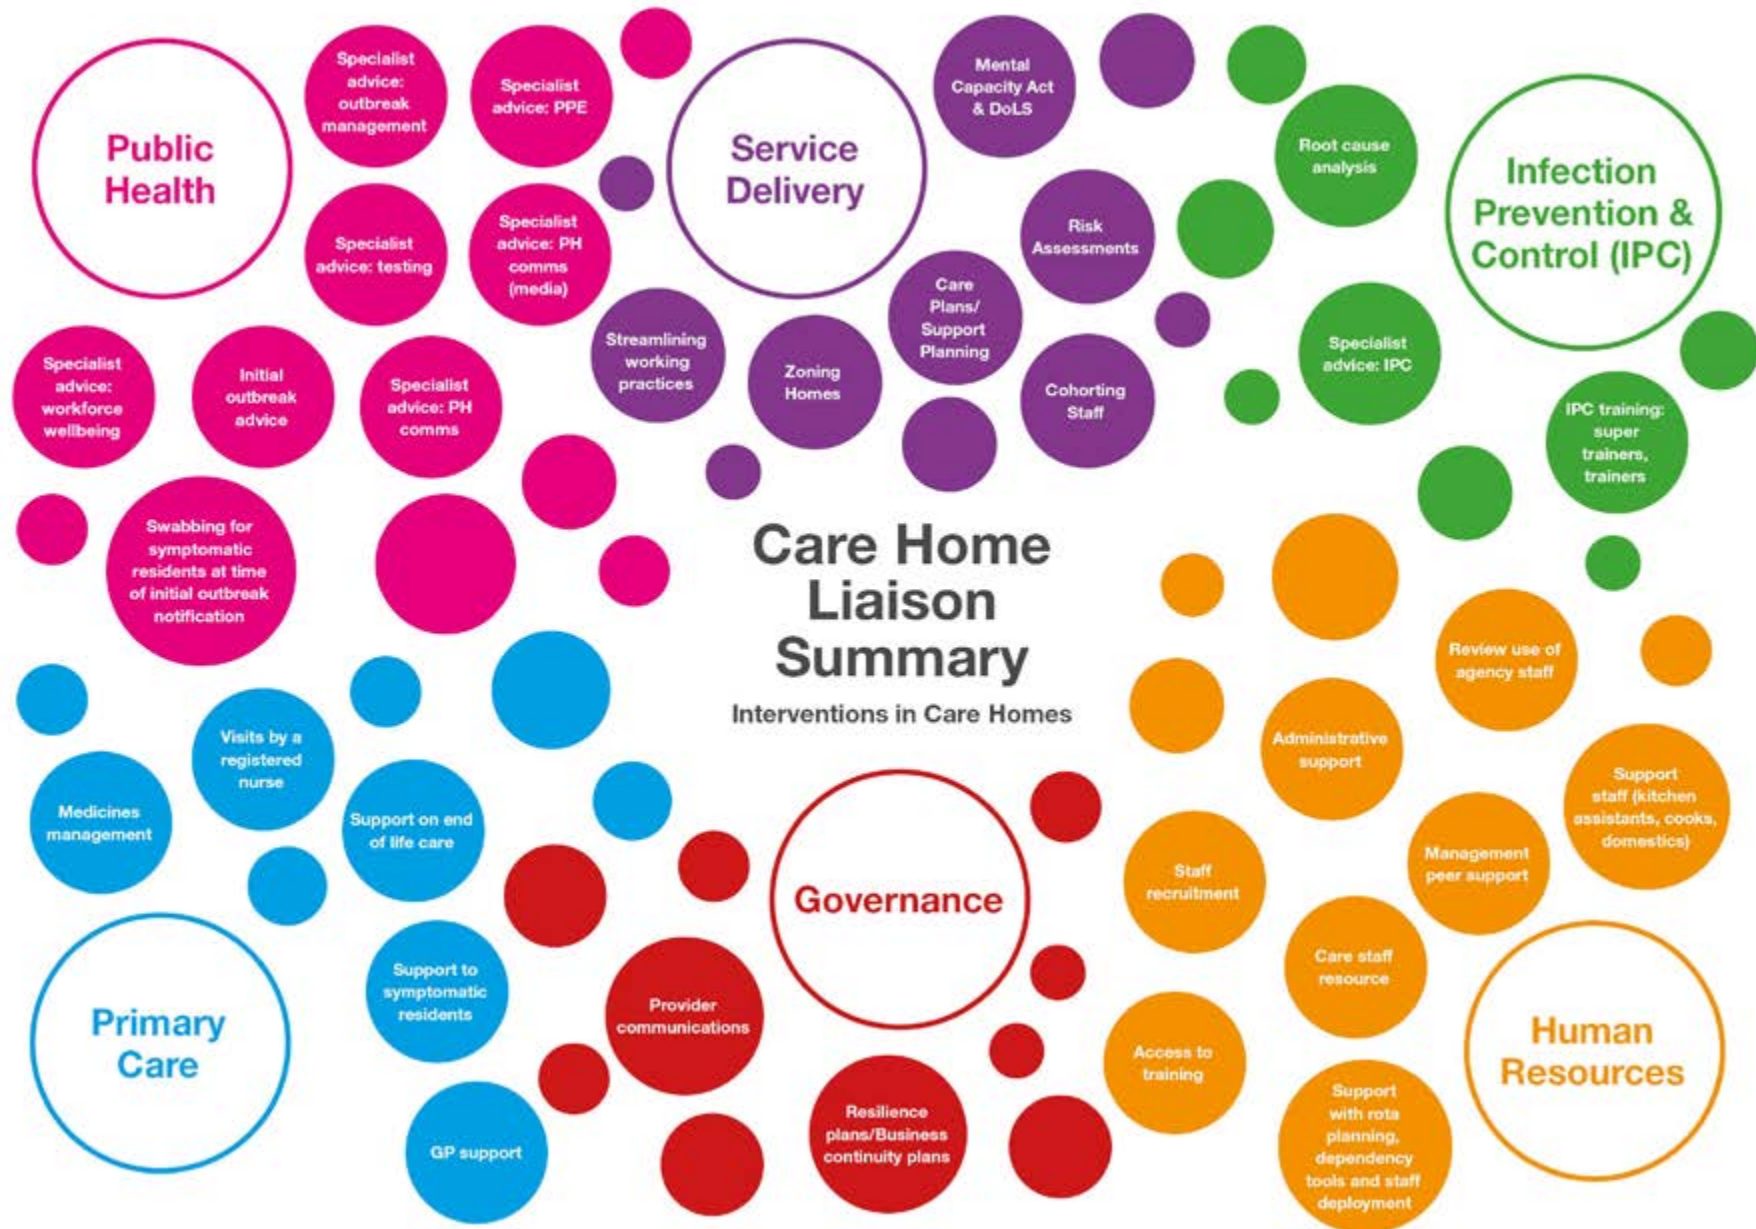 Public
Health
Specialist
advice:
outbreak
management
Specialist
advice: PPE
Specialist
advice: testing
Specialist
advice: PH
comms
(media)
Specialist
advice:
workforce
wellbeing
Initial
outbreak
advice
Specialist
advice: PH
comms
Swabbing for
symptomatic
residents at time
of initial outbreak
notification
Service
Delivery
Mental
Capacity Act
& DoLS
Risk
Assessments
Care
Plans/
Support
Planning
Streamlining
working
practices
Zoning
Homes
Cohorting
Staff
Infection
Prevention &
Control (IPC)
Root cause
analysis
Specialist
advice: IPC
IPC training:
super
trainers,
trainers
Care Home
Liaison
Summary
Interventions in Care Homes
Primary
Care
Visits by a
registered
nurse
Medicines
management
Support on end
of life care
Support to
symptomatic
residents
GP support
Governance
Provider
communications
Resilience
plans/Business
continuity plans
Human
Resources
Review use of
agency staff
Administrative
support
Support
staff (kitchen
assistants, cooks,
domestics)
Management
peer support
Staff
recruitment
Care staff
resource
Access to
training
Support
with rota
planning,
dependency
tools and staff
deployment